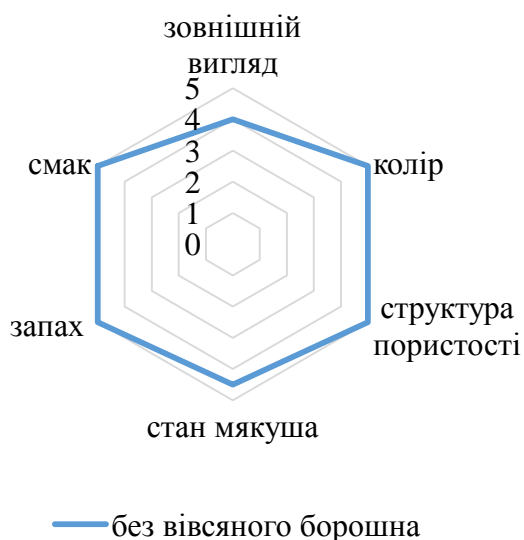 зовнішній
вигляд
5
4
3
2
1
0
смак
колір
запах
структура
пористості
стан мякуша
без вівсяного борошна